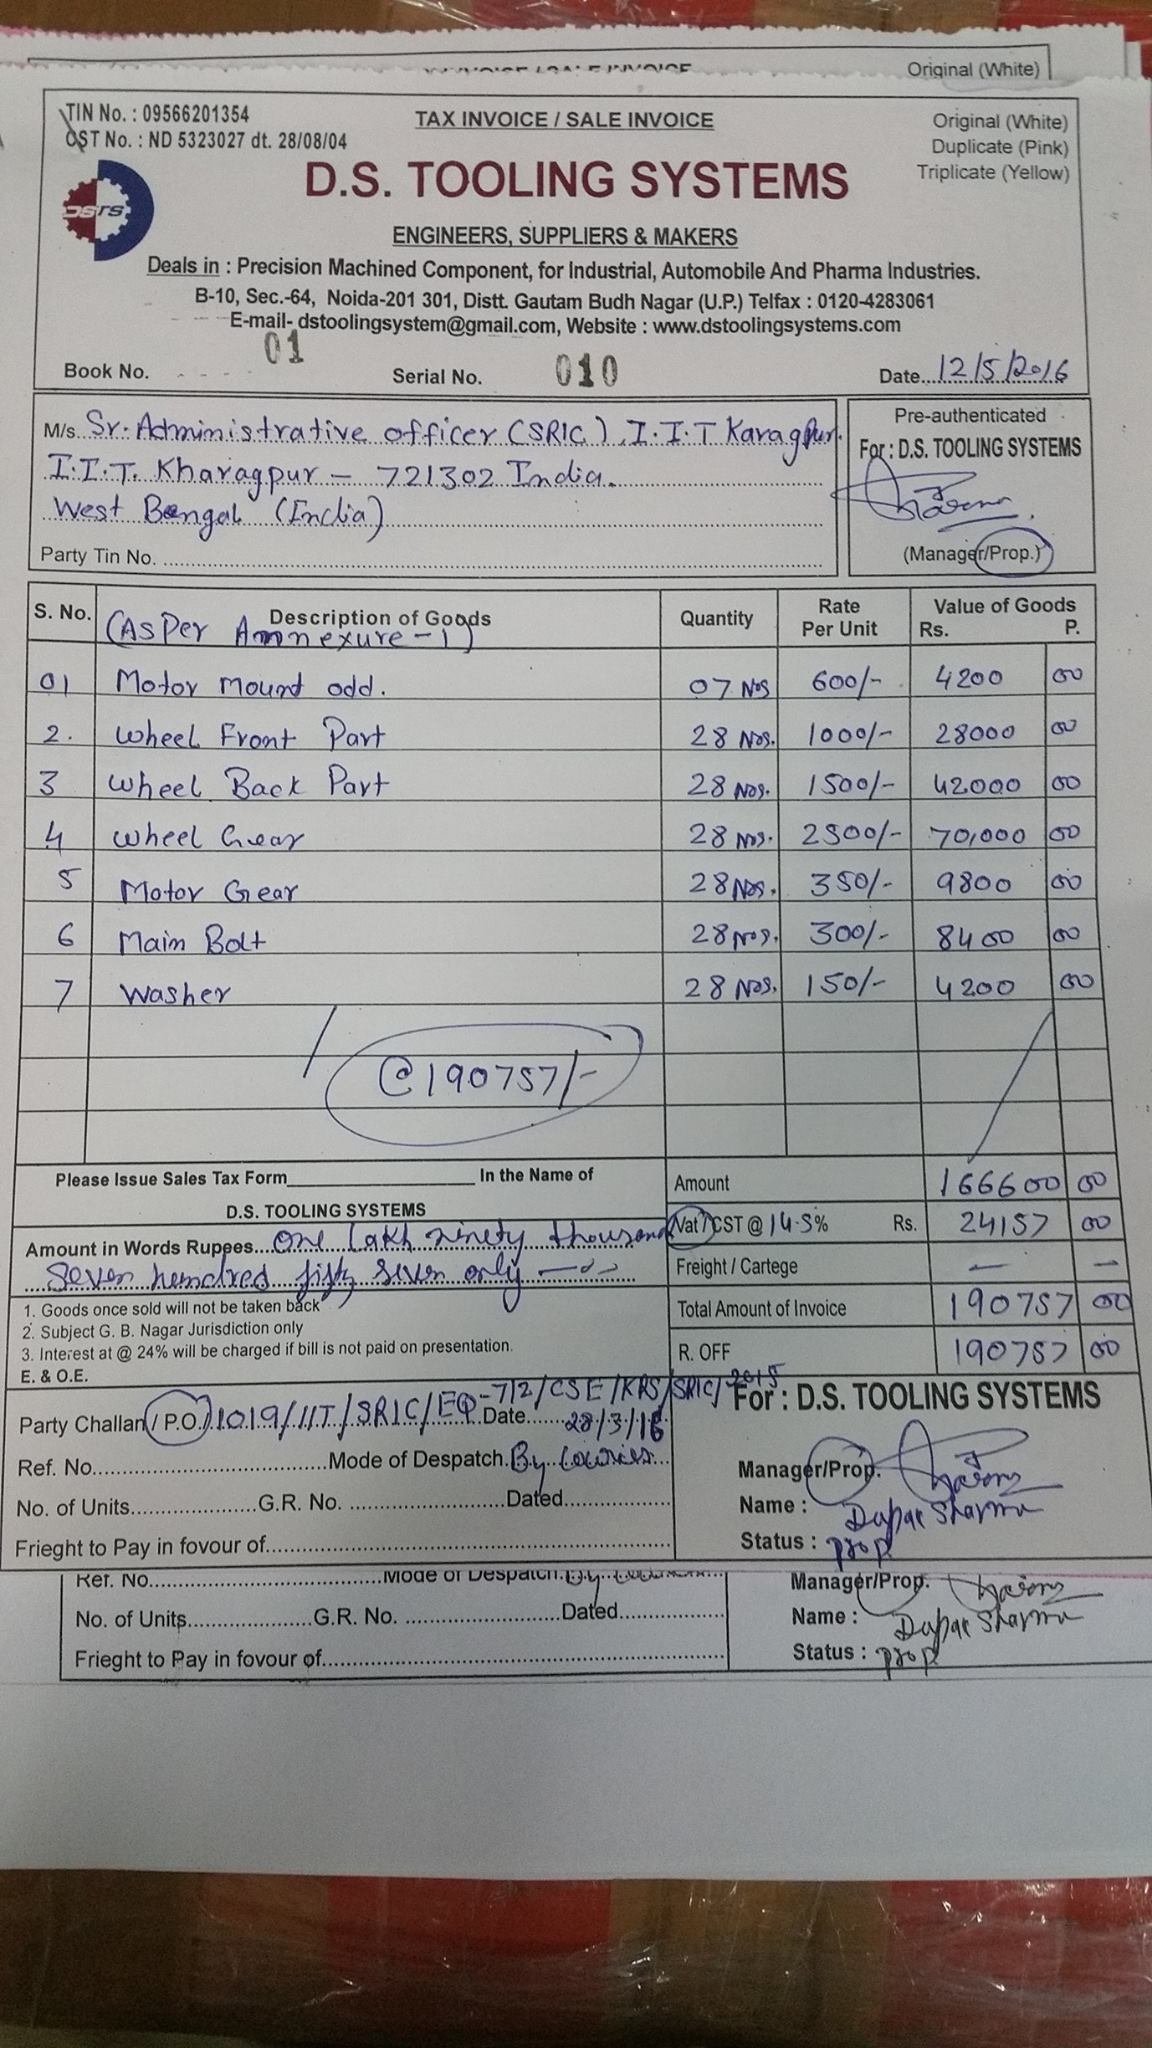 Original (White)
TIN No. : 09566201354
TAX INVOICE / SALE INVOICE
Original (White)
CST No. : ND 5323027 dt. 28/08/04
Duplicate (Pink)
Triplicate (Yellow)
DSTS
D.S. TOOLING SYSTEMS
ENGINEERS, SUPPLIERS & MAKERS
Deals in : Precision Machined Component, for Industrial, Automobile And Pharma Industries.
B-10, Sec.-64, Noida-201 301, Distt. Gautam Budh Nagar (U.P.) Telfax : 0120-4283061
E-mail- dstoolingsystem@gmail.com, Website : www.dstoolingsystems.com
Book No. 01 Serial No. 010 Date 12/5/2016
M/s. Sr. Administrative officer (SRIC) I.I.T Karagpur.
I.I.T. Kharagpur - 721302 India.
West Bengal (India)
Party Tin No.
Pre-authenticated
For : D.S. TOOLING SYSTEMS
(Manager/Prop.)
S. No. Description of Goods Quantity Rate Per Unit Value of Goods Rs. P.
(As Per Annexure-1)
01 Motor Mount odd. 07 Nos 600/- 4200 00
2. Wheel Front Part 28 Nos. 1000/- 28000 00
3 Wheel Back Part 28 Nos. 1500/- 42000 00
4 Wheel Gear 28 Nos. 2500/- 70,000 00
5 Motor Gear 28 Nos. 350/- 9800 00
6 Main Bolt 28 Nos. 300/- 8400 00
7 Washer 28 Nos. 150/- 4200 00
@190757/-
Please Issue Sales Tax Form In the Name of
D.S. TOOLING SYSTEMS
Amount 166600 00
Vat/CST @ 14.5% Rs. 24157 00
Amount in Words Rupees... One lakh ninety thousand
Seven hundred fifty seven only
Freight / Cartege - -
1. Goods once sold will not be taken back
2. Subject G. B. Nagar Jurisdiction only
3. Interest at @ 24% will be charged if bill is not paid on presentation.
E. & O.E.
Total Amount of Invoice 190757 00
R. OFF 190757 00
Party Challan / P.O. 1019/IIT/SRIC/EQ-7/2/CSE/KRS/SRIC/2015
Date 28/3/16
Ref. No. Mode of Despatch. By
No. of Units G.R. No. Dated
Frieght to Pay in fovour of
For : D.S. TOOLING SYSTEMS
Manager/Prop.
Name : Sharma
Status : prop
Ref. No. Mode of Despatch. By
No. of Units G.R. No. Dated
Frieght to Pay in fovour of
Manager/Prop.
Name : Sharma
Status : prop